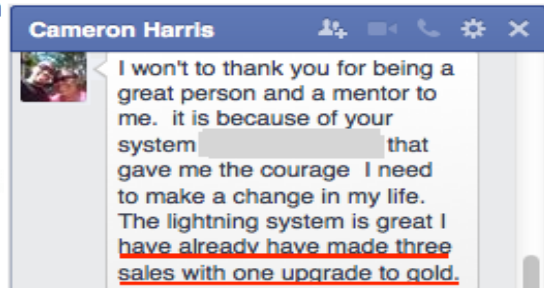 Cameron Harris
I won't to thank you for being a
great person and a mentor to
me. it is because of your
system that
gave me the courage I need
to make a change in my life.
The lightning system is great I
have already have made three
sales with one upgrade to gold.